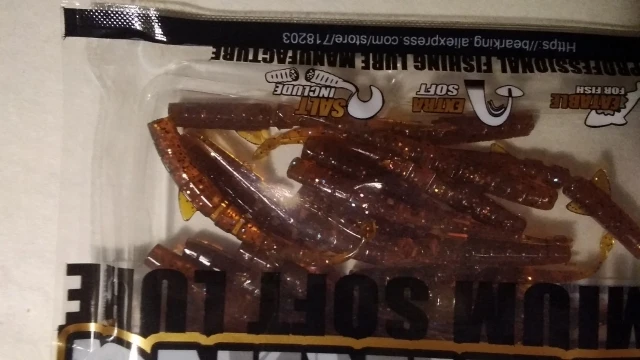 Https://bearking.aliexpress.com/store/718203
PROFESSIONAL FISHING LURE MANUFACTURE
SALT
INCLUDE
EXTRA
SOFT
EATABLE
FOR FISH
MIUM SOFT LURE